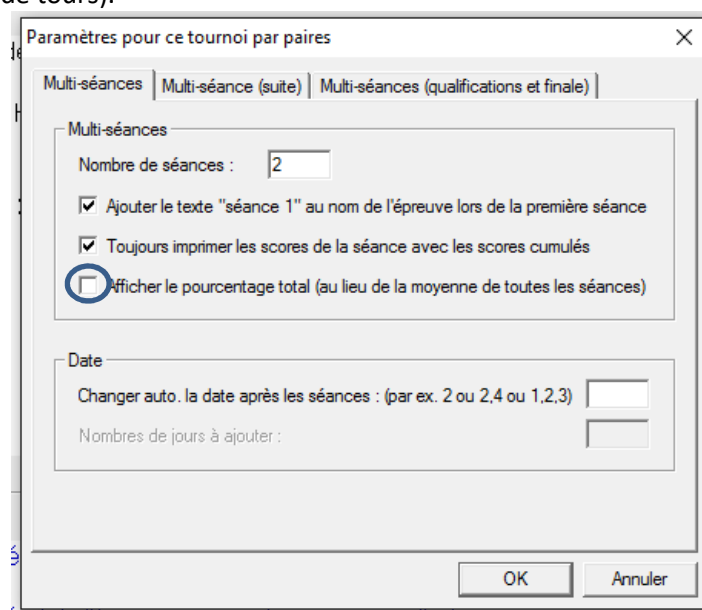 de tours).
Paramètres pour ce tournoi par paires
Multi-séances Multi-séance (suite) Multi-séances (qualifications et finale)
Multi-séances
Nombre de séances : 2
Ajouter le texte "séance 1" au nom de l'épreuve lors de la première séance
Toujours imprimer les scores de la séance avec les scores cumulés
Afficher le pourcentage total (au lieu de la moyenne de toutes les séances)
Date
Changer auto. la date après les séances : (par ex. 2 ou 2,4 ou 1,2,3)
Nombres de jours à ajouter :
OK Annuler